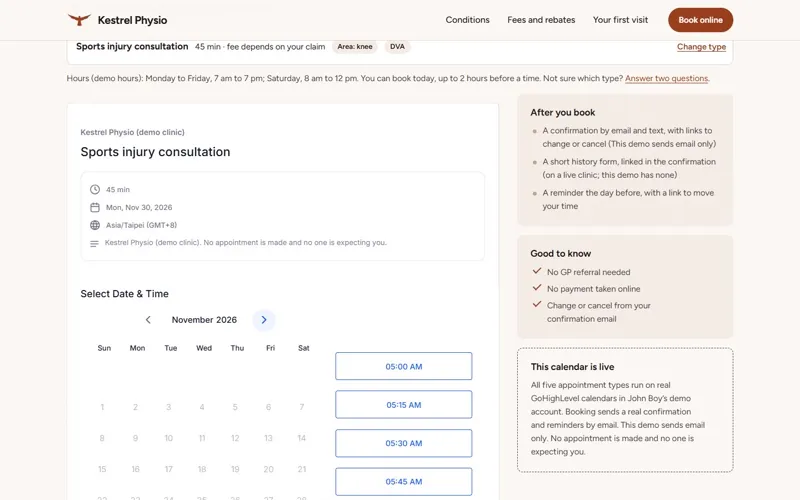 Kestrel Physio
Conditions
Fees and rebates
Your first visit
Book online
Sports injury consultation 45 min · fee depends on your claim Area: knee DVA Change type
Hours (demo hours): Monday to Friday, 7 am to 7 pm; Saturday, 8 am to 12 pm. You can book today, up to 2 hours before a time. Not sure which type? Answer two questions.
Kestrel Physio (demo clinic)
Sports injury consultation
45 min
Mon, Nov 30, 2026
Asia/Taipei (GMT+8)
Kestrel Physio (demo clinic). No appointment is made and no one is expecting you.
Select Date & Time
November 2026
Sun Mon Tue Wed Thu Fri Sat
1 2 3 4 5 6 7
8 9 10 11 12 13 14
15 16 17 18 19 20 21
05:00 AM
05:15 AM
05:30 AM
05:45 AM
After you book
A confirmation by email and text, with links to
change or cancel (This demo sends email only)
A short history form, linked in the confirmation
(on a live clinic; this demo has none)
A reminder the day before, with a link to move
your time
Good to know
No GP referral needed
No payment taken online
Change or cancel from your
confirmation email
This calendar is live
All five appointment types run on real
GoHighLevel calendars in John Boy's demo
account. Booking sends a real confirmation
and reminders by email. This demo sends email
only. No appointment is made and no one is
expecting you.